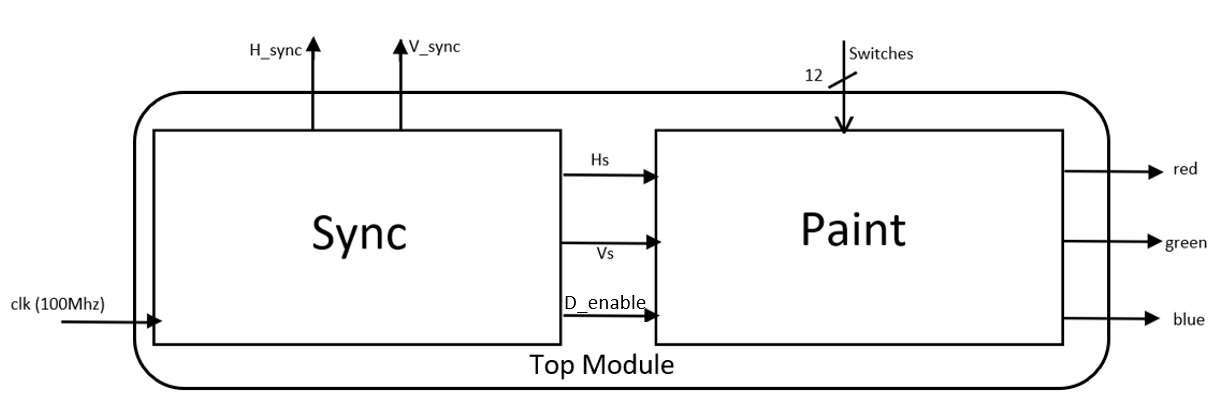 H_sync
V_sync
Switches
12
Hs
red
Sync
Paint
Vs
green
clk (100Mhz)
D_enable
blue
Top Module